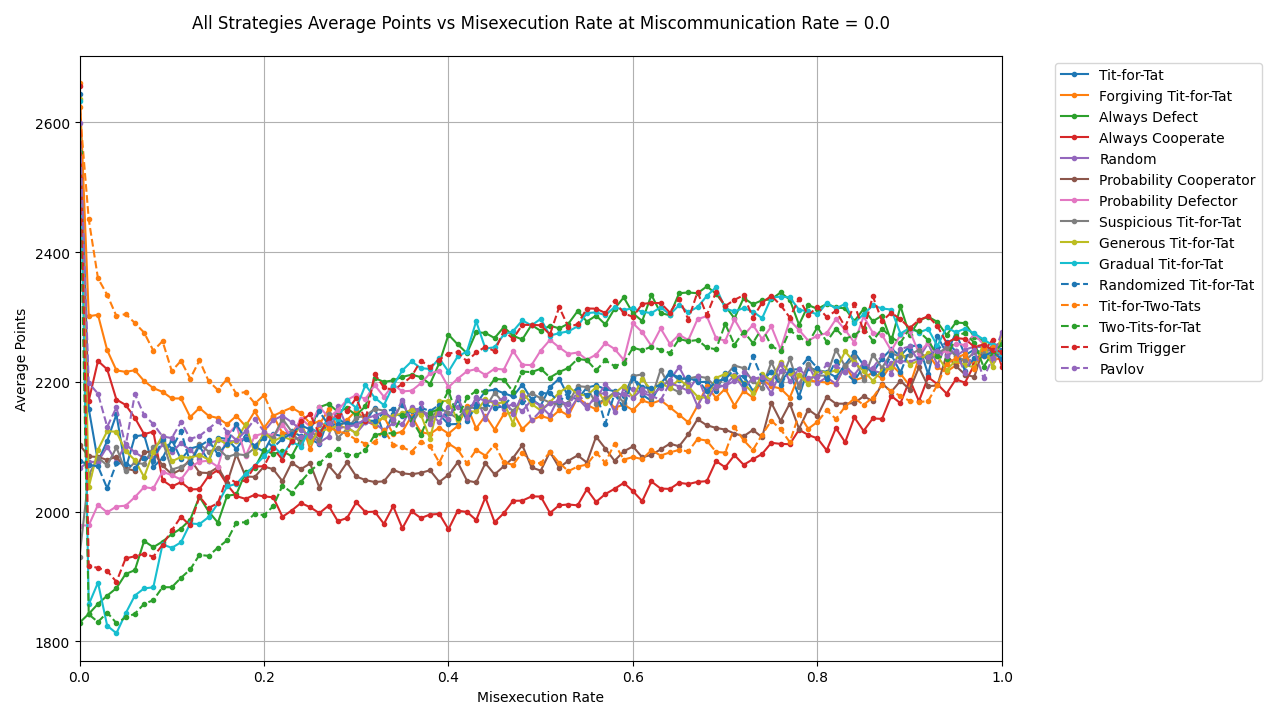 All Strategies Average Points vs Misexecution Rate at Miscommunication Rate = 0.0
Average Points
2600
2400
2200
2000
1800
0.0 0.2 0.4 0.6 0.8 1.0
Misexecution Rate
Tit-for-Tat
Forgiving Tit-for-Tat
Always Defect
Always Cooperate
Random
Probability Cooperator
Probability Defector
Suspicious Tit-for-Tat
Generous Tit-for-Tat
Gradual Tit-for-Tat
Randomized Tit-for-Tat
Tit-for-Two-Tats
Two-Tits-for-Tat
Grim Trigger
Pavlov